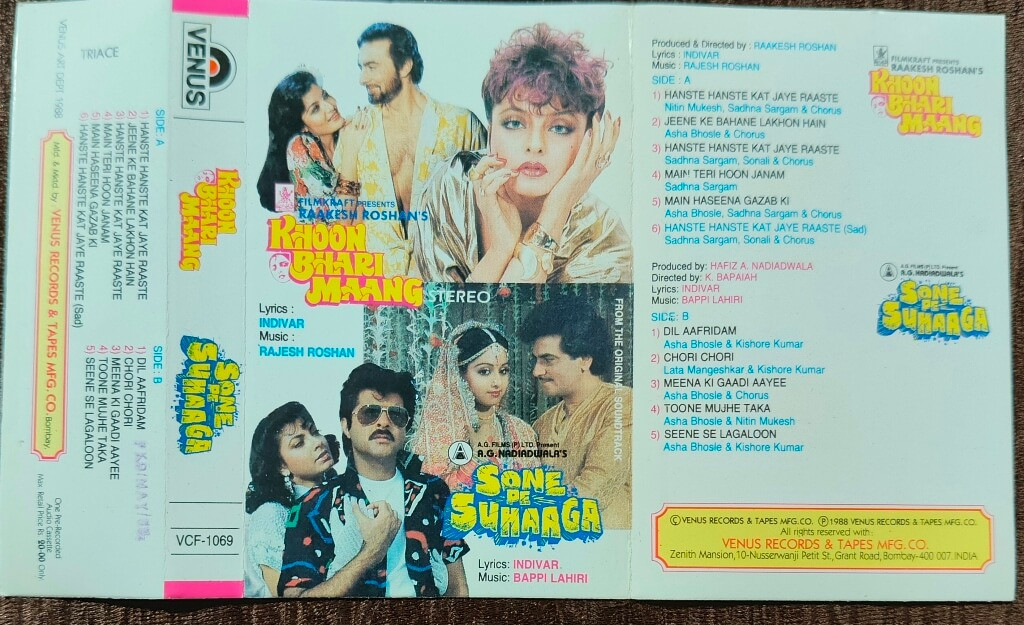 VENUS ART DEPT. 1988
TRIACE
SIDE: A
1) HANSTE HANSTE KAT JAYE RAASTE
2) JEENE KE BAHANE LAKHON HAIN
3) HANSTE HANSTE KAT JAYE RAASTE
4) MAIN TERI HOON JANAM
5) MAIN HASEENA GAZAB KI
6) HANSTE HANSTE KAT JAYE RAASTE (Sad)
SIDE: B
1) DIL AAFRIDAM
2) CHORI CHORI
3) MEENA KI GAADI AAYEE
4) TOONE MUJHE TAKA
5) SEENE SE LAGALOON
Mfd. & Mktd. by VENUS RECORDS & TAPES MFG. CO. Bombay.
One Pre-Recorded
Audio Cassette
Max Retail Price Rs. 20·00 Only
VENUS
KHOON
BHARI
MAANG
SONE
PE
SUHAAGA
VCF-1069
FILMKRAFT PRESENTS
RAAKESH ROSHAN'S
KHOON
BHARI
MAANG
Lyrics :
INDIVAR
Music :
RAJESH ROSHAN
STEREO
FROM THE ORIGINAL SOUNDTRACK
A.G. FILMS (P) LTD. Present
A.G. NADIADWALA'S
SONE
PE
SUHAAGA
Lyrics: INDIVAR
Music: BAPPI LAHIRI
Produced & Directed by : RAAKESH ROSHAN
Lyrics : INDIVAR
Music : RAJESH ROSHAN
SIDE : A
1) HANSTE HANSTE KAT JAYE RAASTE
Nitin Mukesh, Sadhna Sargam & Chorus
2) JEENE KE BAHANE LAKHON HAIN
Asha Bhosle & Chorus
3) HANSTE HANSTE KAT JAYE RAASTE
Sadhna Sargam, Sonali & Chorus
4) MAIN TERI HOON JANAM
Sadhna Sargam
5) MAIN HASEENA GAZAB KI
Asha Bhosle, Sadhna Sargam & Chorus
6) HANSTE HANSTE KAT JAYE RAASTE (Sad)
Sadhna Sargam, Sonali & Chorus
FILMKRAFT PRESENTS
RAAKESH ROSHAN'S
KHOON
BHARI
MAANG
Produced by: HAFIZ A. NADIADWALA
Directed by: K. BAPAIAH
Lyrics: INDIVAR
Music: BAPPI LAHIRI
SIDE: B
1) DIL AAFRIDAM
Asha Bhosle & Kishore Kumar
2) CHORI CHORI
Lata Mangeshkar & Kishore Kumar
3) MEENA KI GAADI AAYEE
Asha Bhosle & Chorus
4) TOONE MUJHE TAKA
Asha Bhosle & Nitin Mukesh
5) SEENE SE LAGALOON
Asha Bhosle & Kishore Kumar
A.G. FILMS (P) LTD. Present
A.G. NADIADWALA'S
SONE
PE
SUHAAGA
Ⓒ VENUS RECORDS & TAPES MFG. CO. Ⓟ 1988 VENUS RECORDS & TAPES MFG. CO.
All rights reserved with:
VENUS RECORDS & TAPES MFG. CO.
Zenith Mansion, 10-Nusserwanji Petit St., Grant Road, Bombay-400 007. INDIA